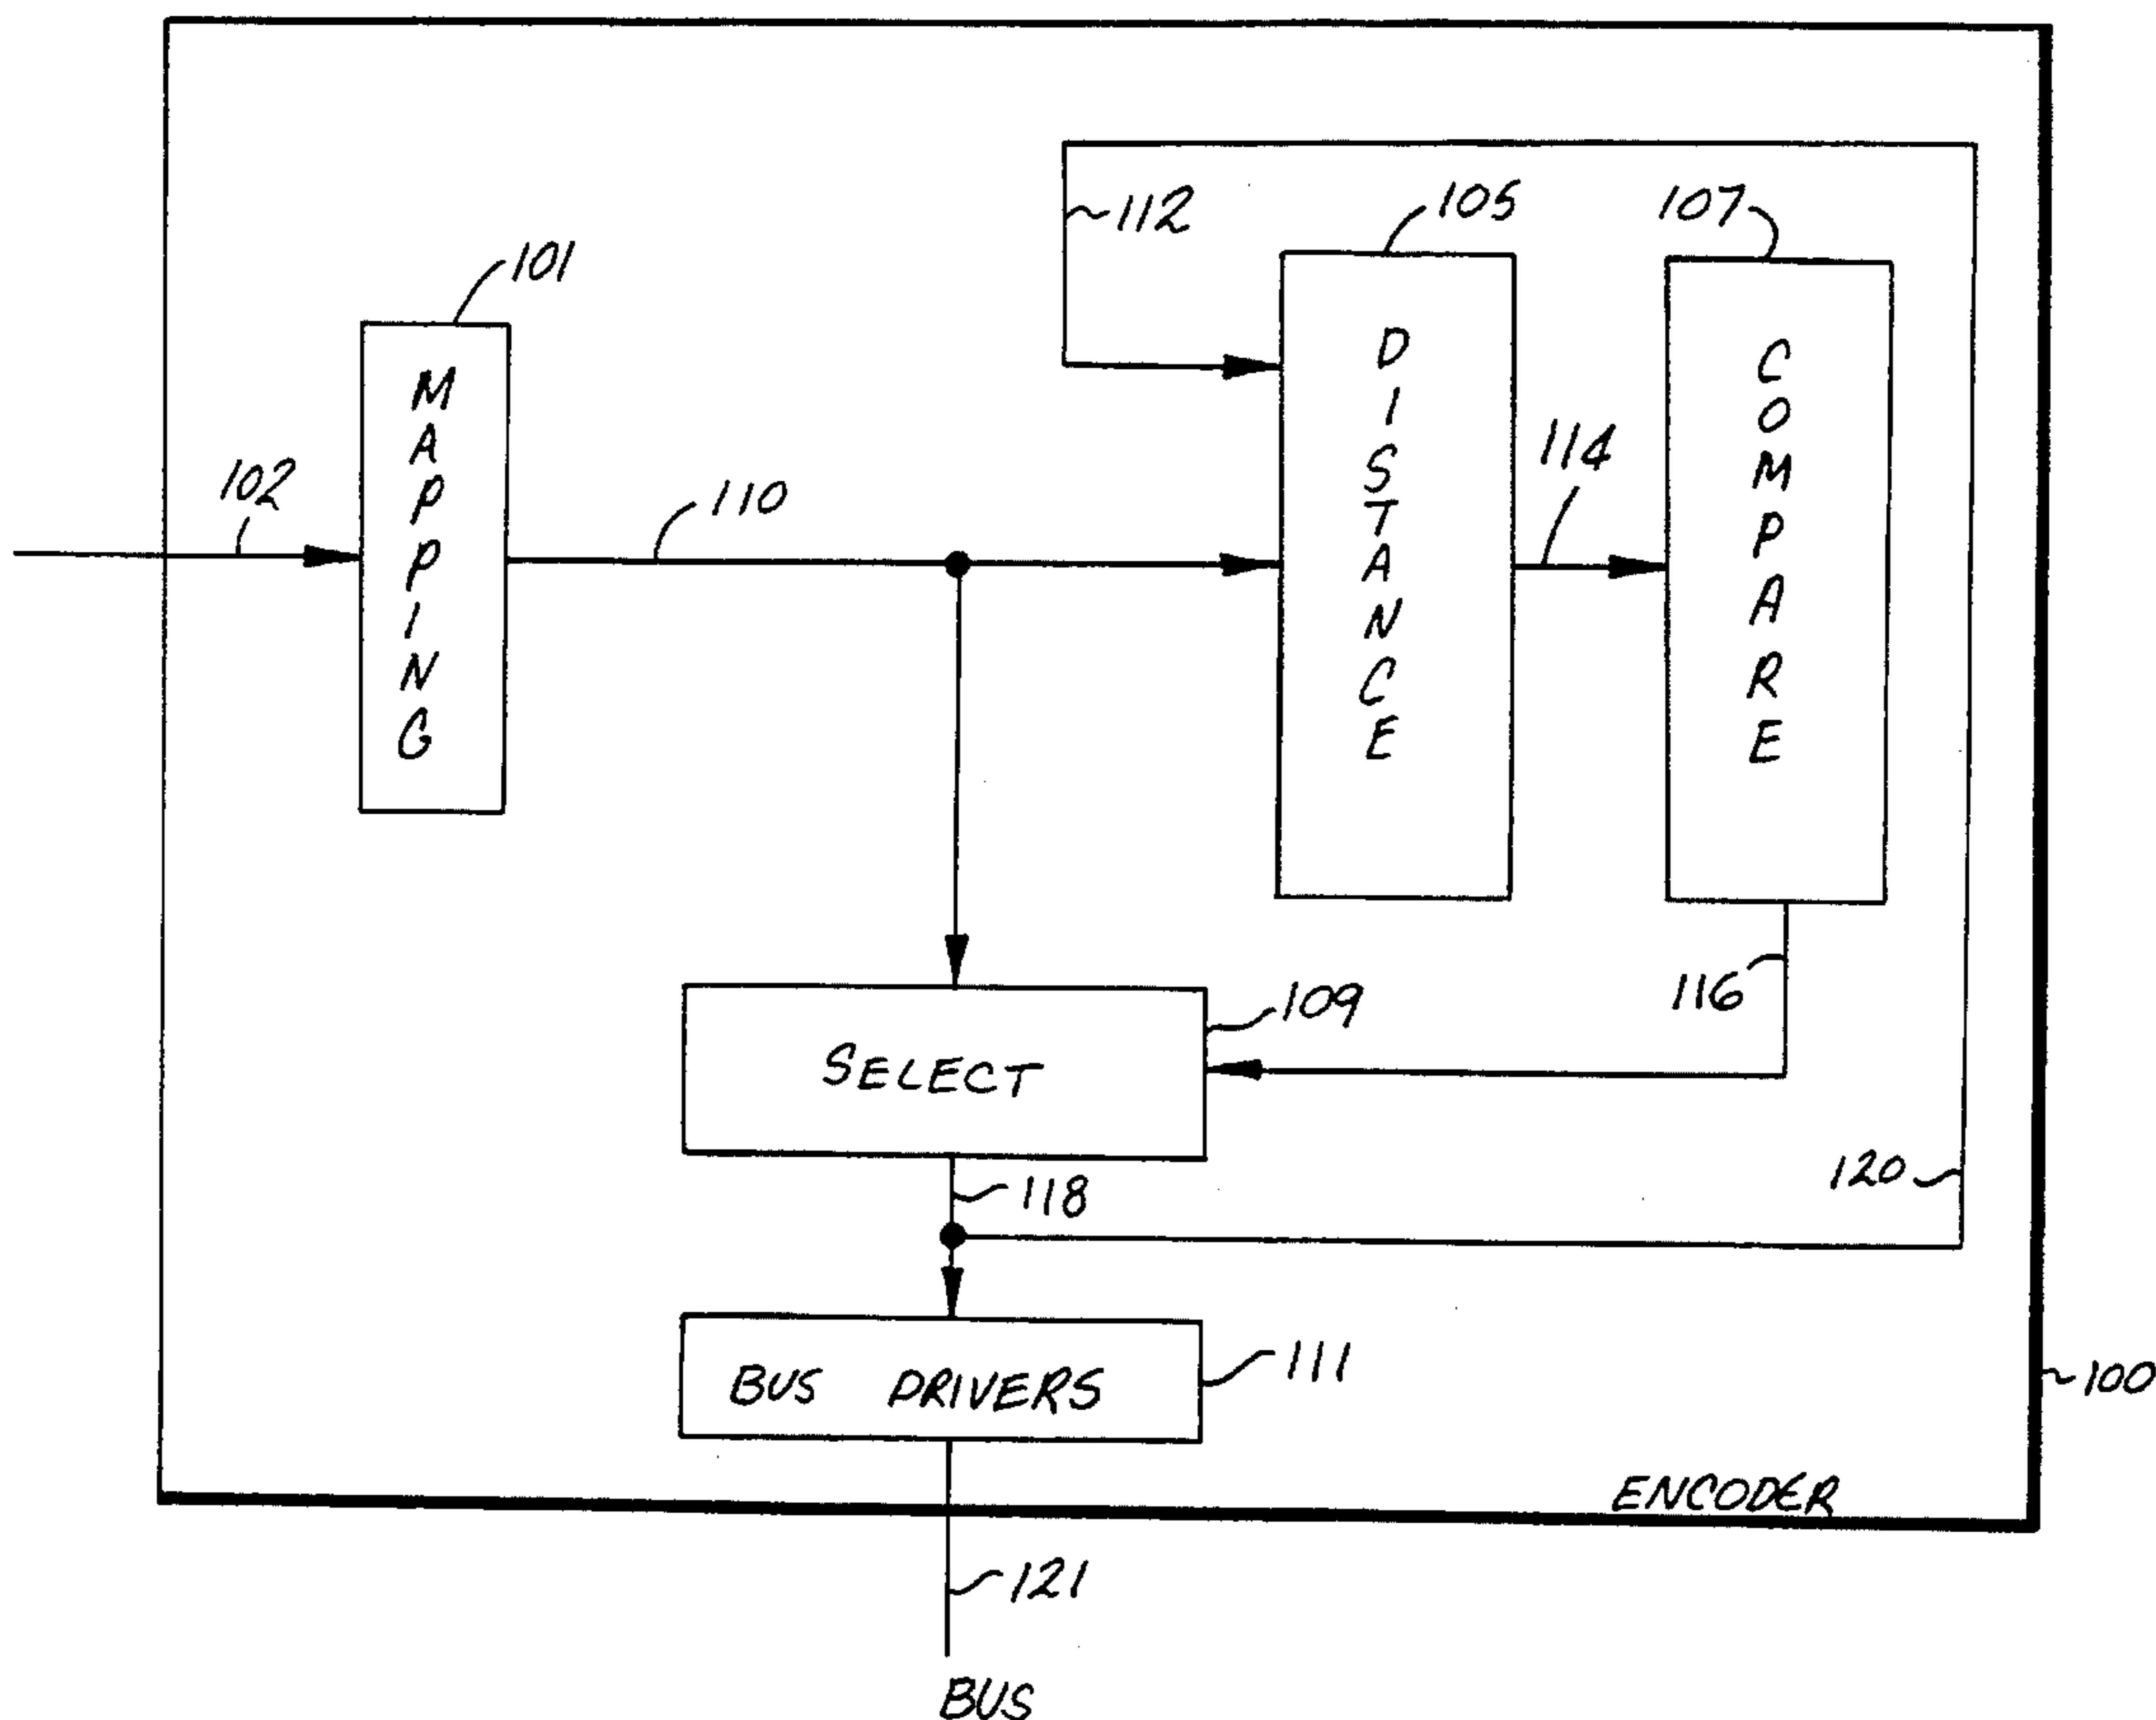 112
105
107
101
MAPPING
DISTANCE
COMPARE
102
110
114
116
109
SELECT
118
120
BUS DRIVERS
111
100
ENCODER
121
BUS